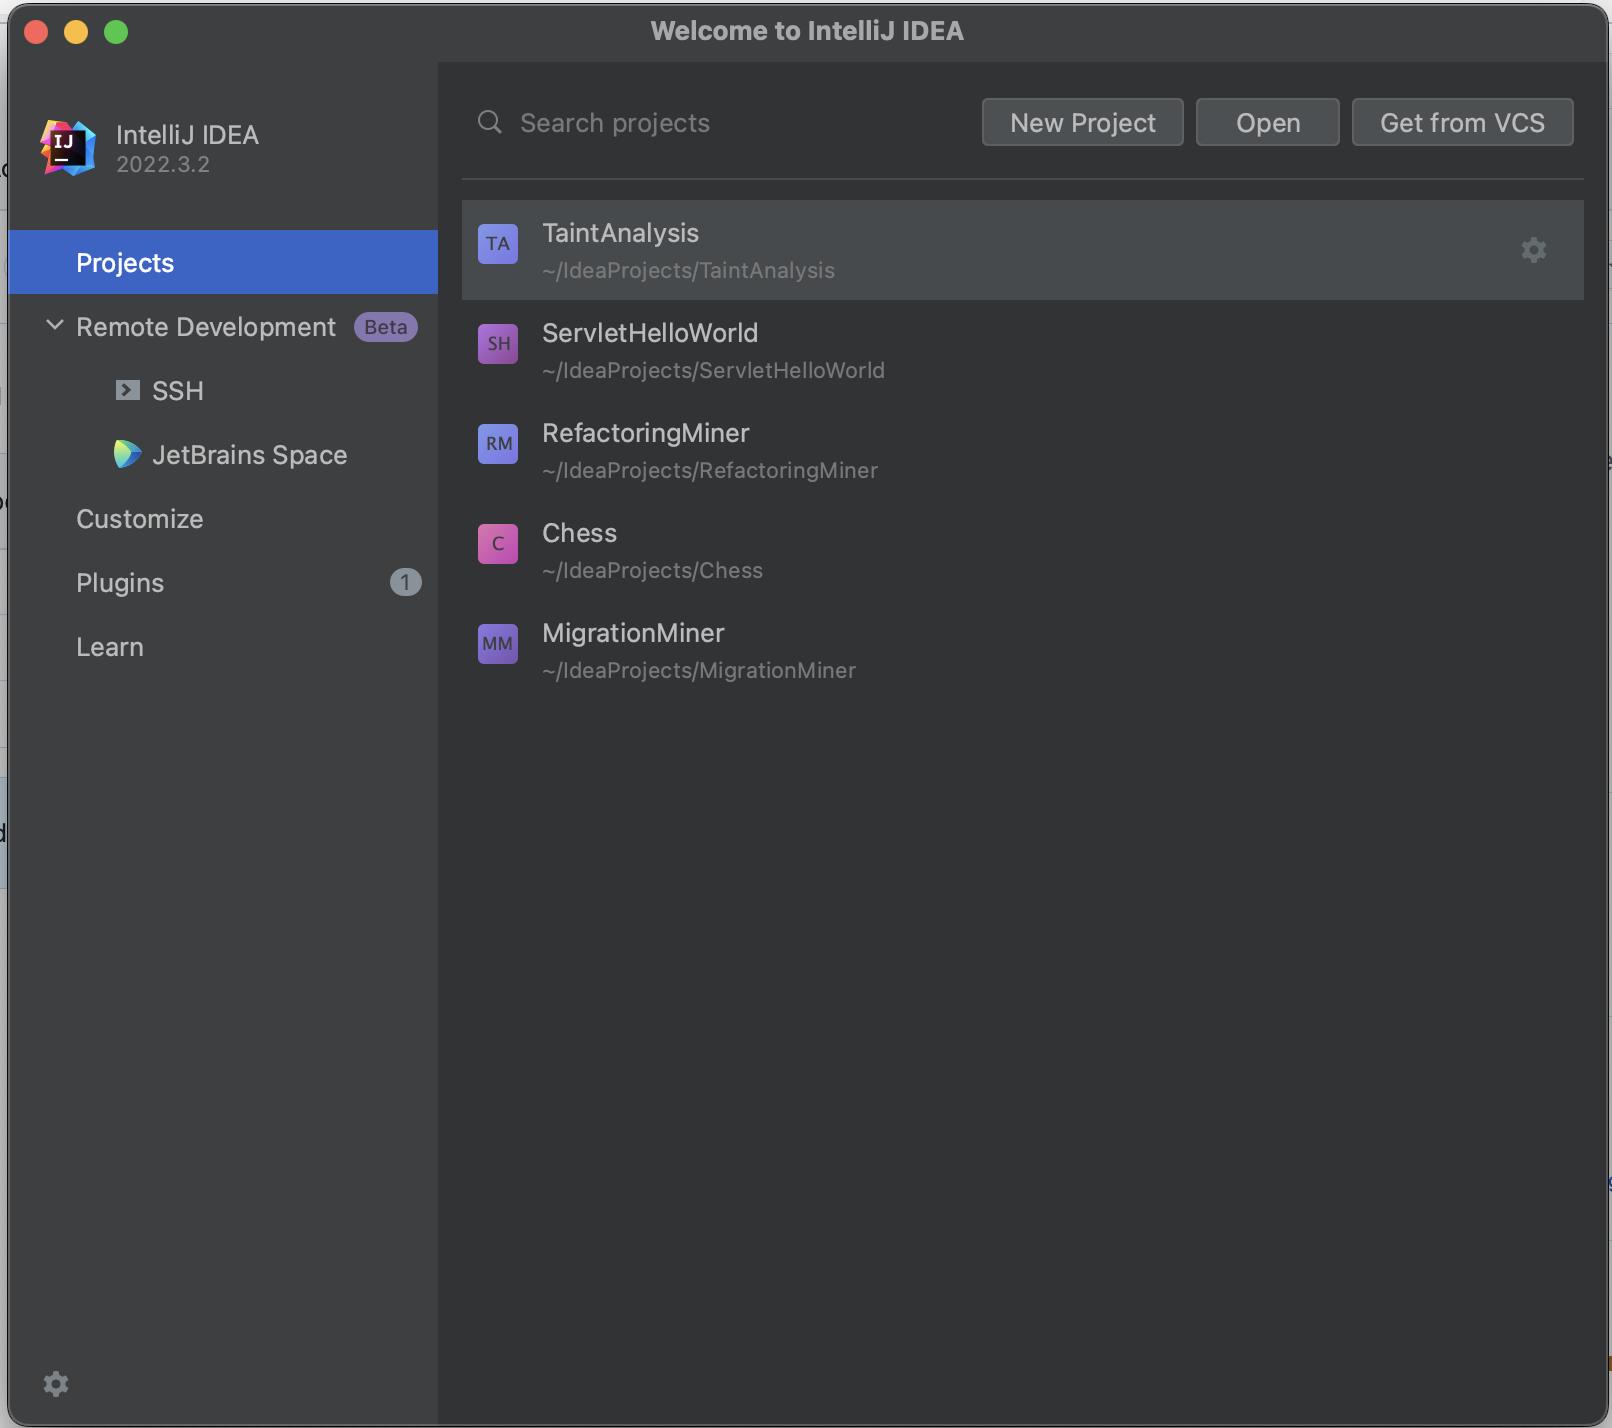 Welcome to IntelliJ IDEA
IJ
IntelliJ IDEA
2022.3.2
Projects
Remote Development Beta
SSH
JetBrains Space
Customize
Plugins 1
Learn
Search projects
New Project
Open
Get from VCS
TA
TaintAnalysis
~/IdeaProjects/TaintAnalysis
SH
ServletHelloWorld
~/IdeaProjects/ServletHelloWorld
RM
RefactoringMiner
~/IdeaProjects/RefactoringMiner
C
Chess
~/IdeaProjects/Chess
MM
MigrationMiner
~/IdeaProjects/MigrationMiner